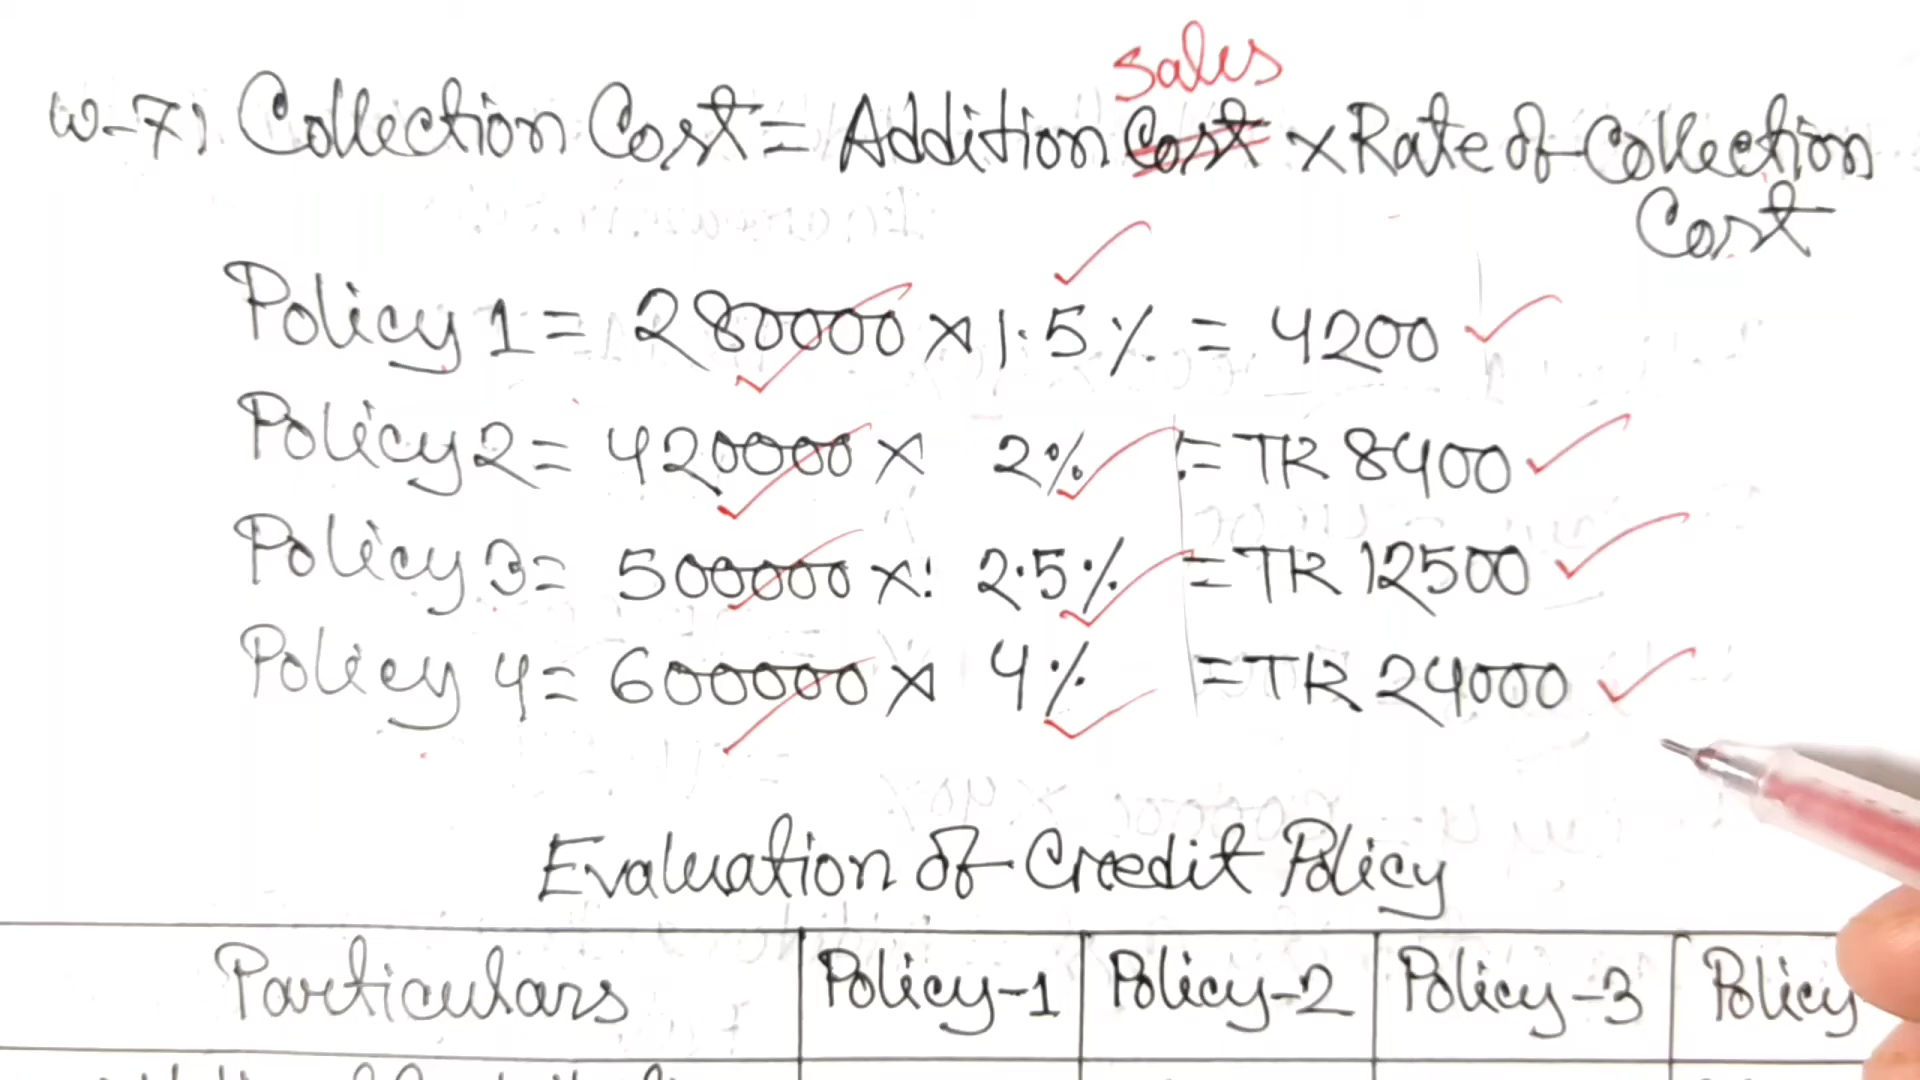 sales
W-7: Collection Cost = Addition Cost × Rate of Collection
Cost
Policy 1 = 280000 × 1.5% = 4200
Policy 2 = 420000 × 2% = TK 8400
Policy 3 = 500000 × 2.5% = TK 12500
Policy 4 = 600000 × 4% = TK 24000
Evaluation of Credit Policy
Particulars Policy-1 Policy-2 Policy-3 Policy